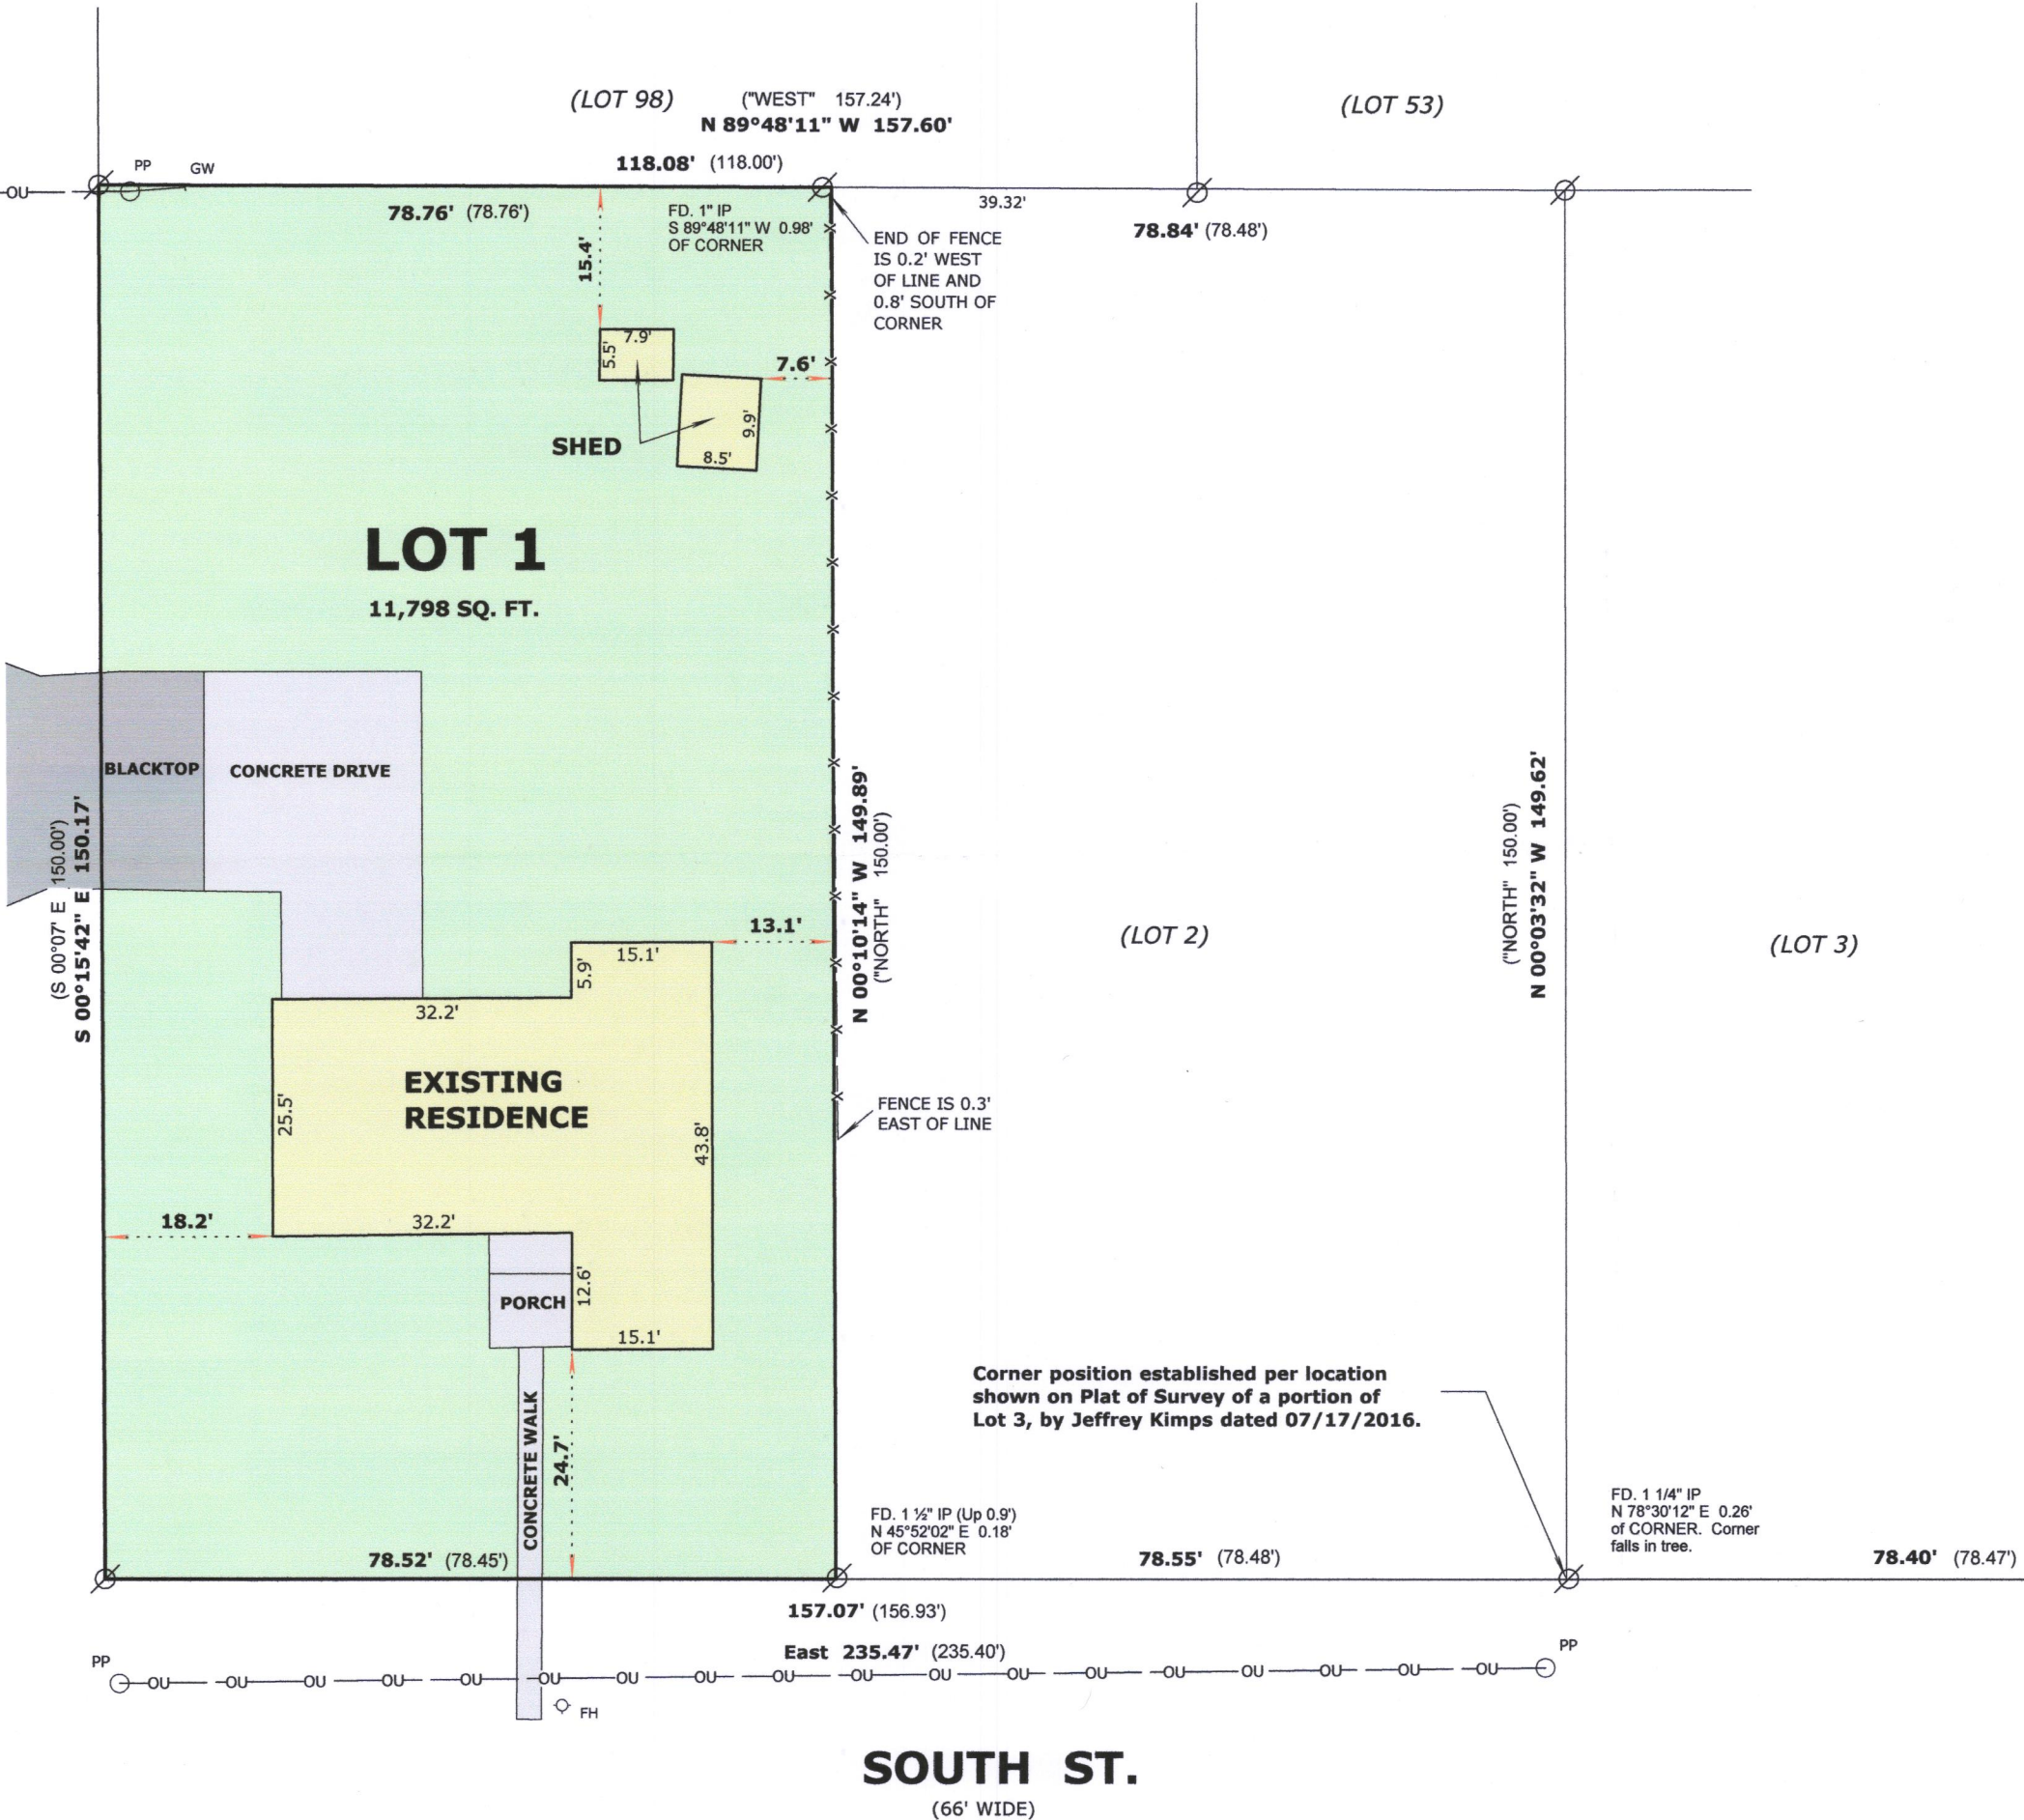 (LOT 98)
("WEST" 157.24')
N 89°48'11" W 157.60'
(LOT 53)
118.08' (118.00')
PP
GW
OU
78.76' (78.76')
FD. 1" IP
S 89°48'11" W 0.98'
OF CORNER
39.32'
78.84' (78.48')
15.4'
END OF FENCE
IS 0.2' WEST
OF LINE AND
0.8' SOUTH OF
CORNER
7.9'
5.5'
7.6'
9.9'
8.5'
SHED
LOT 1
11,798 SQ. FT.
BLACKTOP
CONCRETE DRIVE
(S 00°07' E 150.00')
S 00°15'42" E 150.17'
N 00°10'14" W 149.89'
("NORTH" 150.00')
("NORTH" 150.00')
N 00°03'32" W 149.62'
(LOT 2)
(LOT 3)
13.1'
15.1'
5.9'
32.2'
EXISTING
RESIDENCE
25.5'
43.8'
FENCE IS 0.3'
EAST OF LINE
18.2'
32.2'
12.6'
PORCH
15.1'
CONCRETE WALK
24.7'
Corner position established per location
shown on Plat of Survey of a portion of
Lot 3, by Jeffrey Kimps dated 07/17/2016.
FD. 1 ½" IP (Up 0.9')
N 45°52'02" E 0.18'
OF CORNER
FD. 1 1/4" IP
N 78°30'12" E 0.26'
of CORNER. Corner
falls in tree.
78.52' (78.45')
78.55' (78.48')
78.40' (78.47')
157.07' (156.93')
East 235.47' (235.40')
PP
PP
OU OU OU OU OU OU OU OU OU OU OU OU OU OU OU OU OU OU
FH
SOUTH ST.
(66' WIDE)